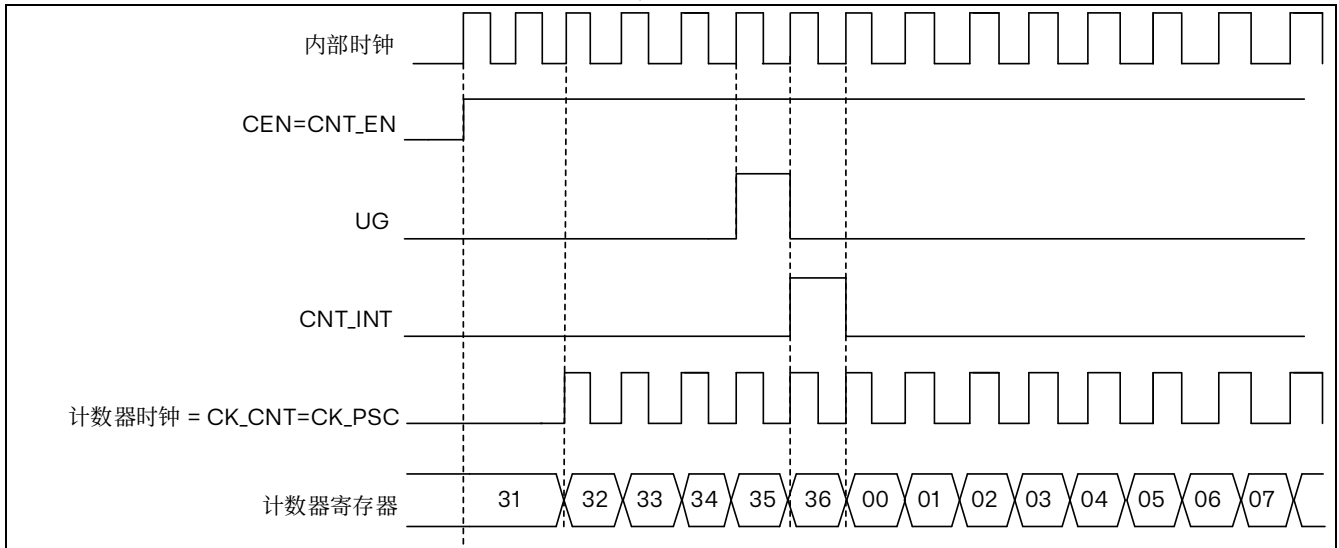 内部时钟
CEN=CNT_EN
UG
CNT_INT
计数器时钟 = CK_CNT=CK_PSC
计数器寄存器 31 32 33 34 35 36 00 01 02 03 04 05 06 07